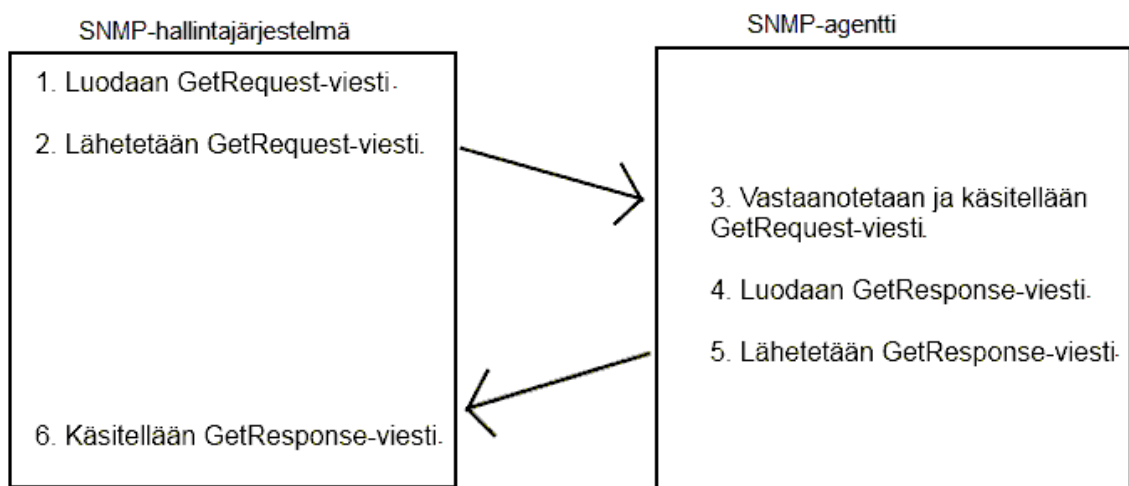 SNMP-hallintajärjestelmä
1. Luodaan GetRequest-viesti.
2. Lähetetään GetRequest-viesti.
6. Käsitellään GetResponse-viesti.
SNMP-agentti
3. Vastaanotetaan ja käsitellään
GetRequest-viesti.
4. Luodaan GetResponse-viesti.
5. Lähetetään GetResponse-viesti.